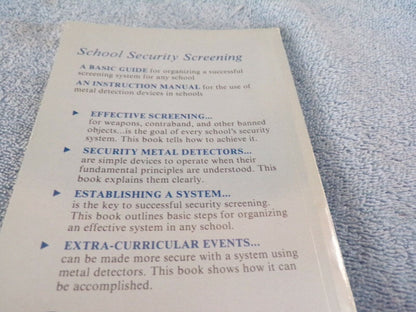 School Security Screening
A BASIC GUIDE for organizing a successful
screening system for any school
AN INSTRUCTION MANUAL for the use of
metal detection devices in schools
► EFFECTIVE SCREENING...
for weapons, contraband, and other banned
objects...is the goal of every school's security
system. This book tells how to achieve it.
► SECURITY METAL DETECTORS...
are simple devices to operate when their
fundamental principles are understood. This
book explains them clearly.
► ESTABLISHING A SYSTEM...
is the key to successful security screening.
This book outlines basic steps for organizing
an effective system in any school.
► EXTRA-CURRICULAR EVENTS...
can be made more secure with a system using
metal detectors. This book shows how it can
be accomplished.